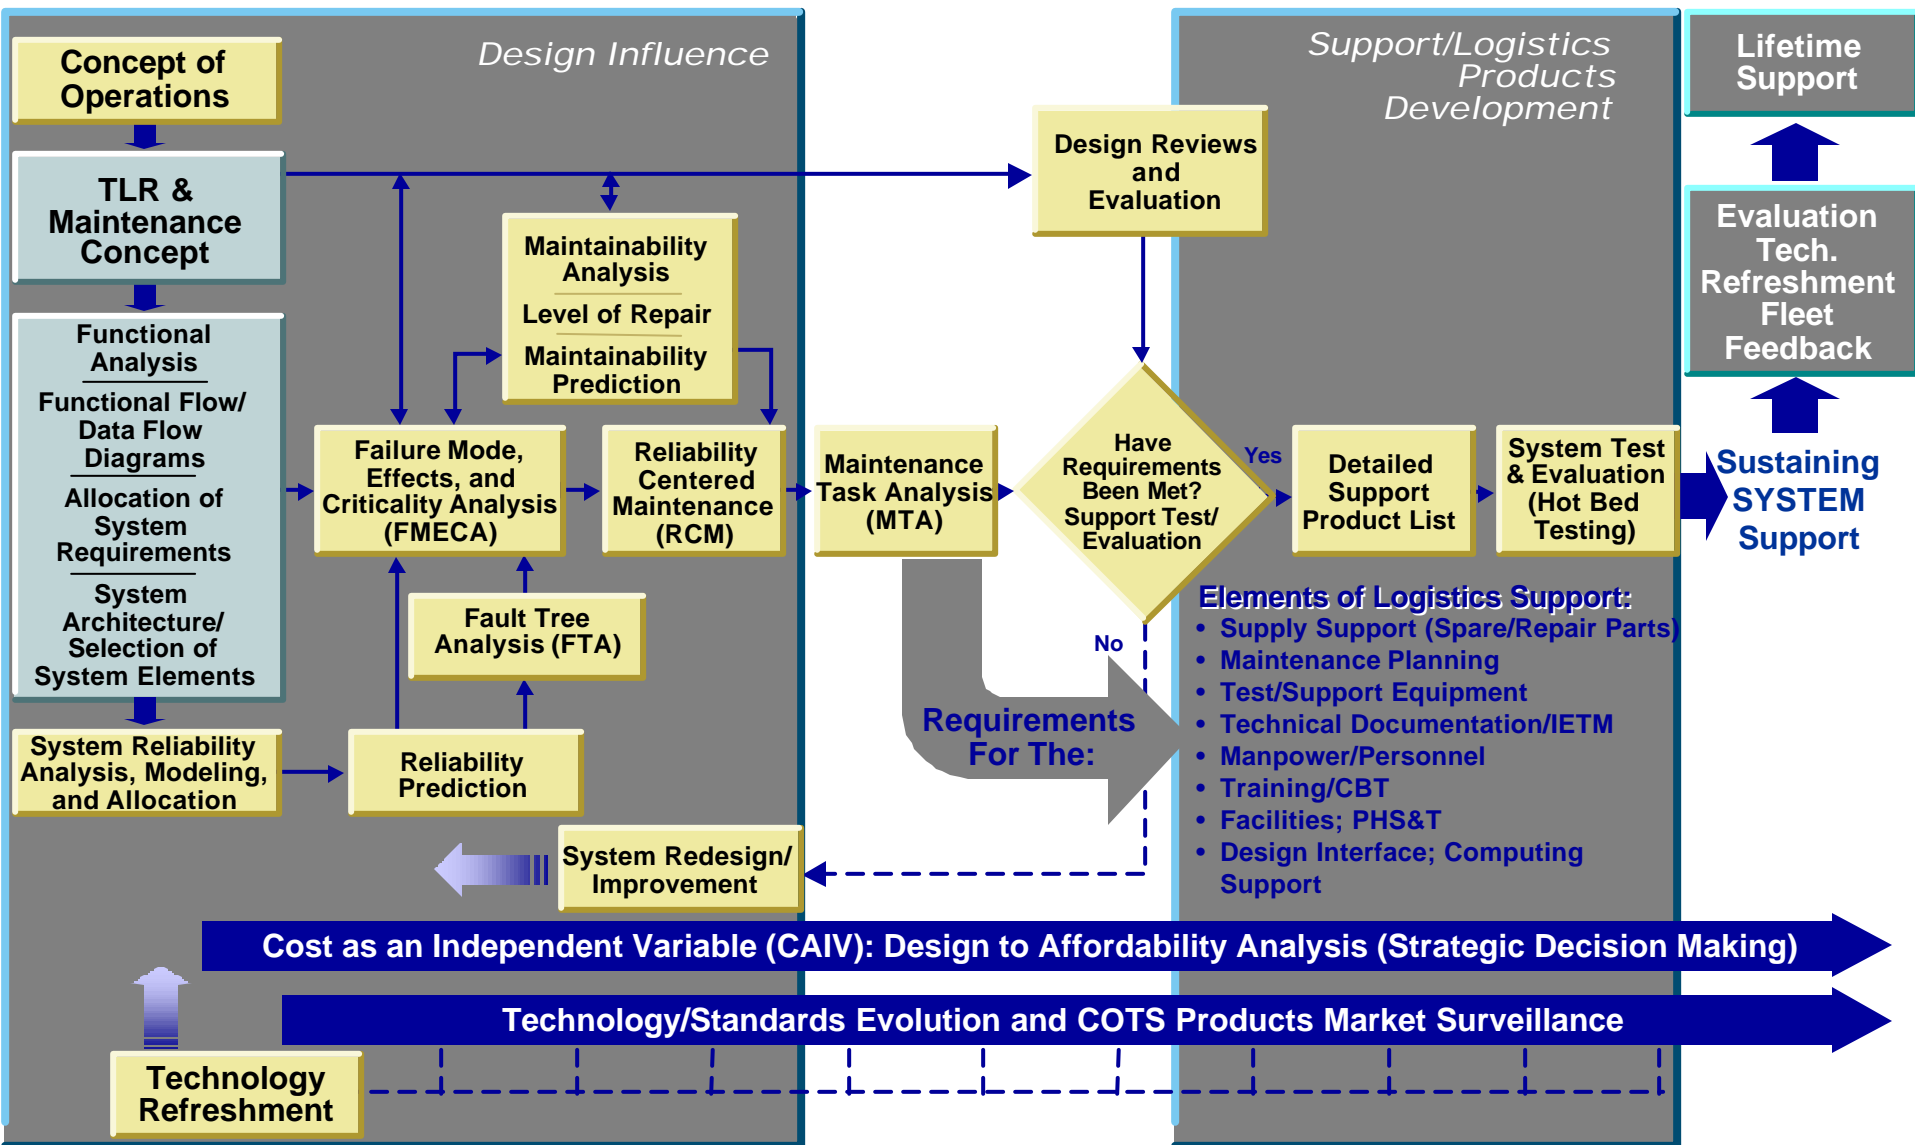 Design Influence
Support/Logistics
Products
Development
Concept of
Operations
TLR &
Maintenance
Concept
Functional
Analysis
Functional Flow/
Data Flow
Diagrams
Allocation of
System
Requirements
System
Architecture/
Selection of
System Elements
System Reliability
Analysis, Modeling,
and Allocation
Reliability
Prediction
Fault Tree
Analysis (FTA)
Failure Mode,
Effects, and
Criticality Analysis
(FMECA)
Maintainability
Analysis
Level of Repair
Maintainability
Prediction
Reliability
Centered
Maintenance
(RCM)
Maintenance
Task Analysis
(MTA)
Design Reviews
and
Evaluation
Have
Requirements
Been Met?
Support Test/
Evaluation
Yes
No
Detailed
Support
Product List
System Test
& Evaluation
(Hot Bed
Testing)
Sustaining
SYSTEM
Support
Evaluation
Tech.
Refreshment
Fleet
Feedback
Lifetime
Support
Requirements
For The:
Elements of Logistics Support:
• Supply Support (Spare/Repair Parts)
• Maintenance Planning
• Test/Support Equipment
• Technical Documentation/IETM
• Manpower/Personnel
• Training/CBT
• Facilities; PHS&T
• Design Interface; Computing
Support
System Redesign/
Improvement
Cost as an Independent Variable (CAIV): Design to Affordability Analysis (Strategic Decision Making)
Technology/Standards Evolution and COTS Products Market Surveillance
Technology
Refreshment